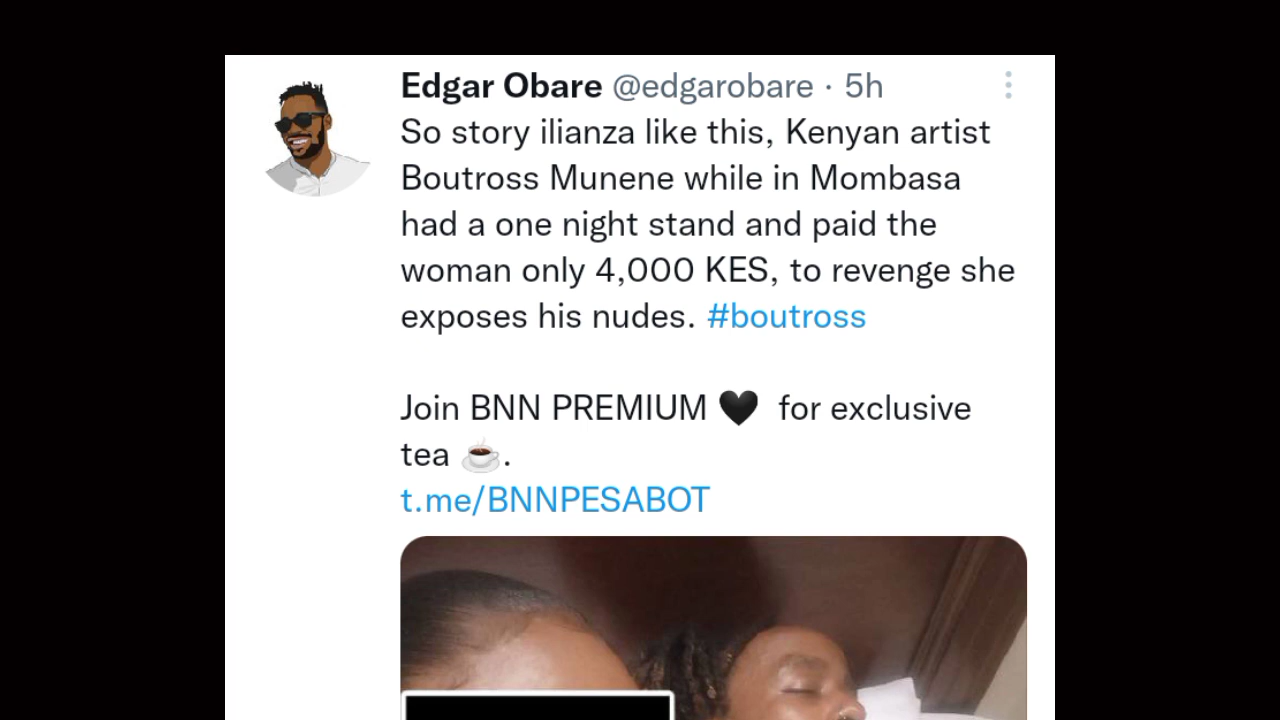 Edgar Obare @edgarobare · 5h
So story ilianza like this, Kenyan artist
Boutross Munene while in Mombasa
had a one night stand and paid the
woman only 4,000 KES, to revenge she
exposes his nudes. #boutross
Join BNN PREMIUM 🖤 for exclusive
tea ☕.
t.me/BNNPESABOT